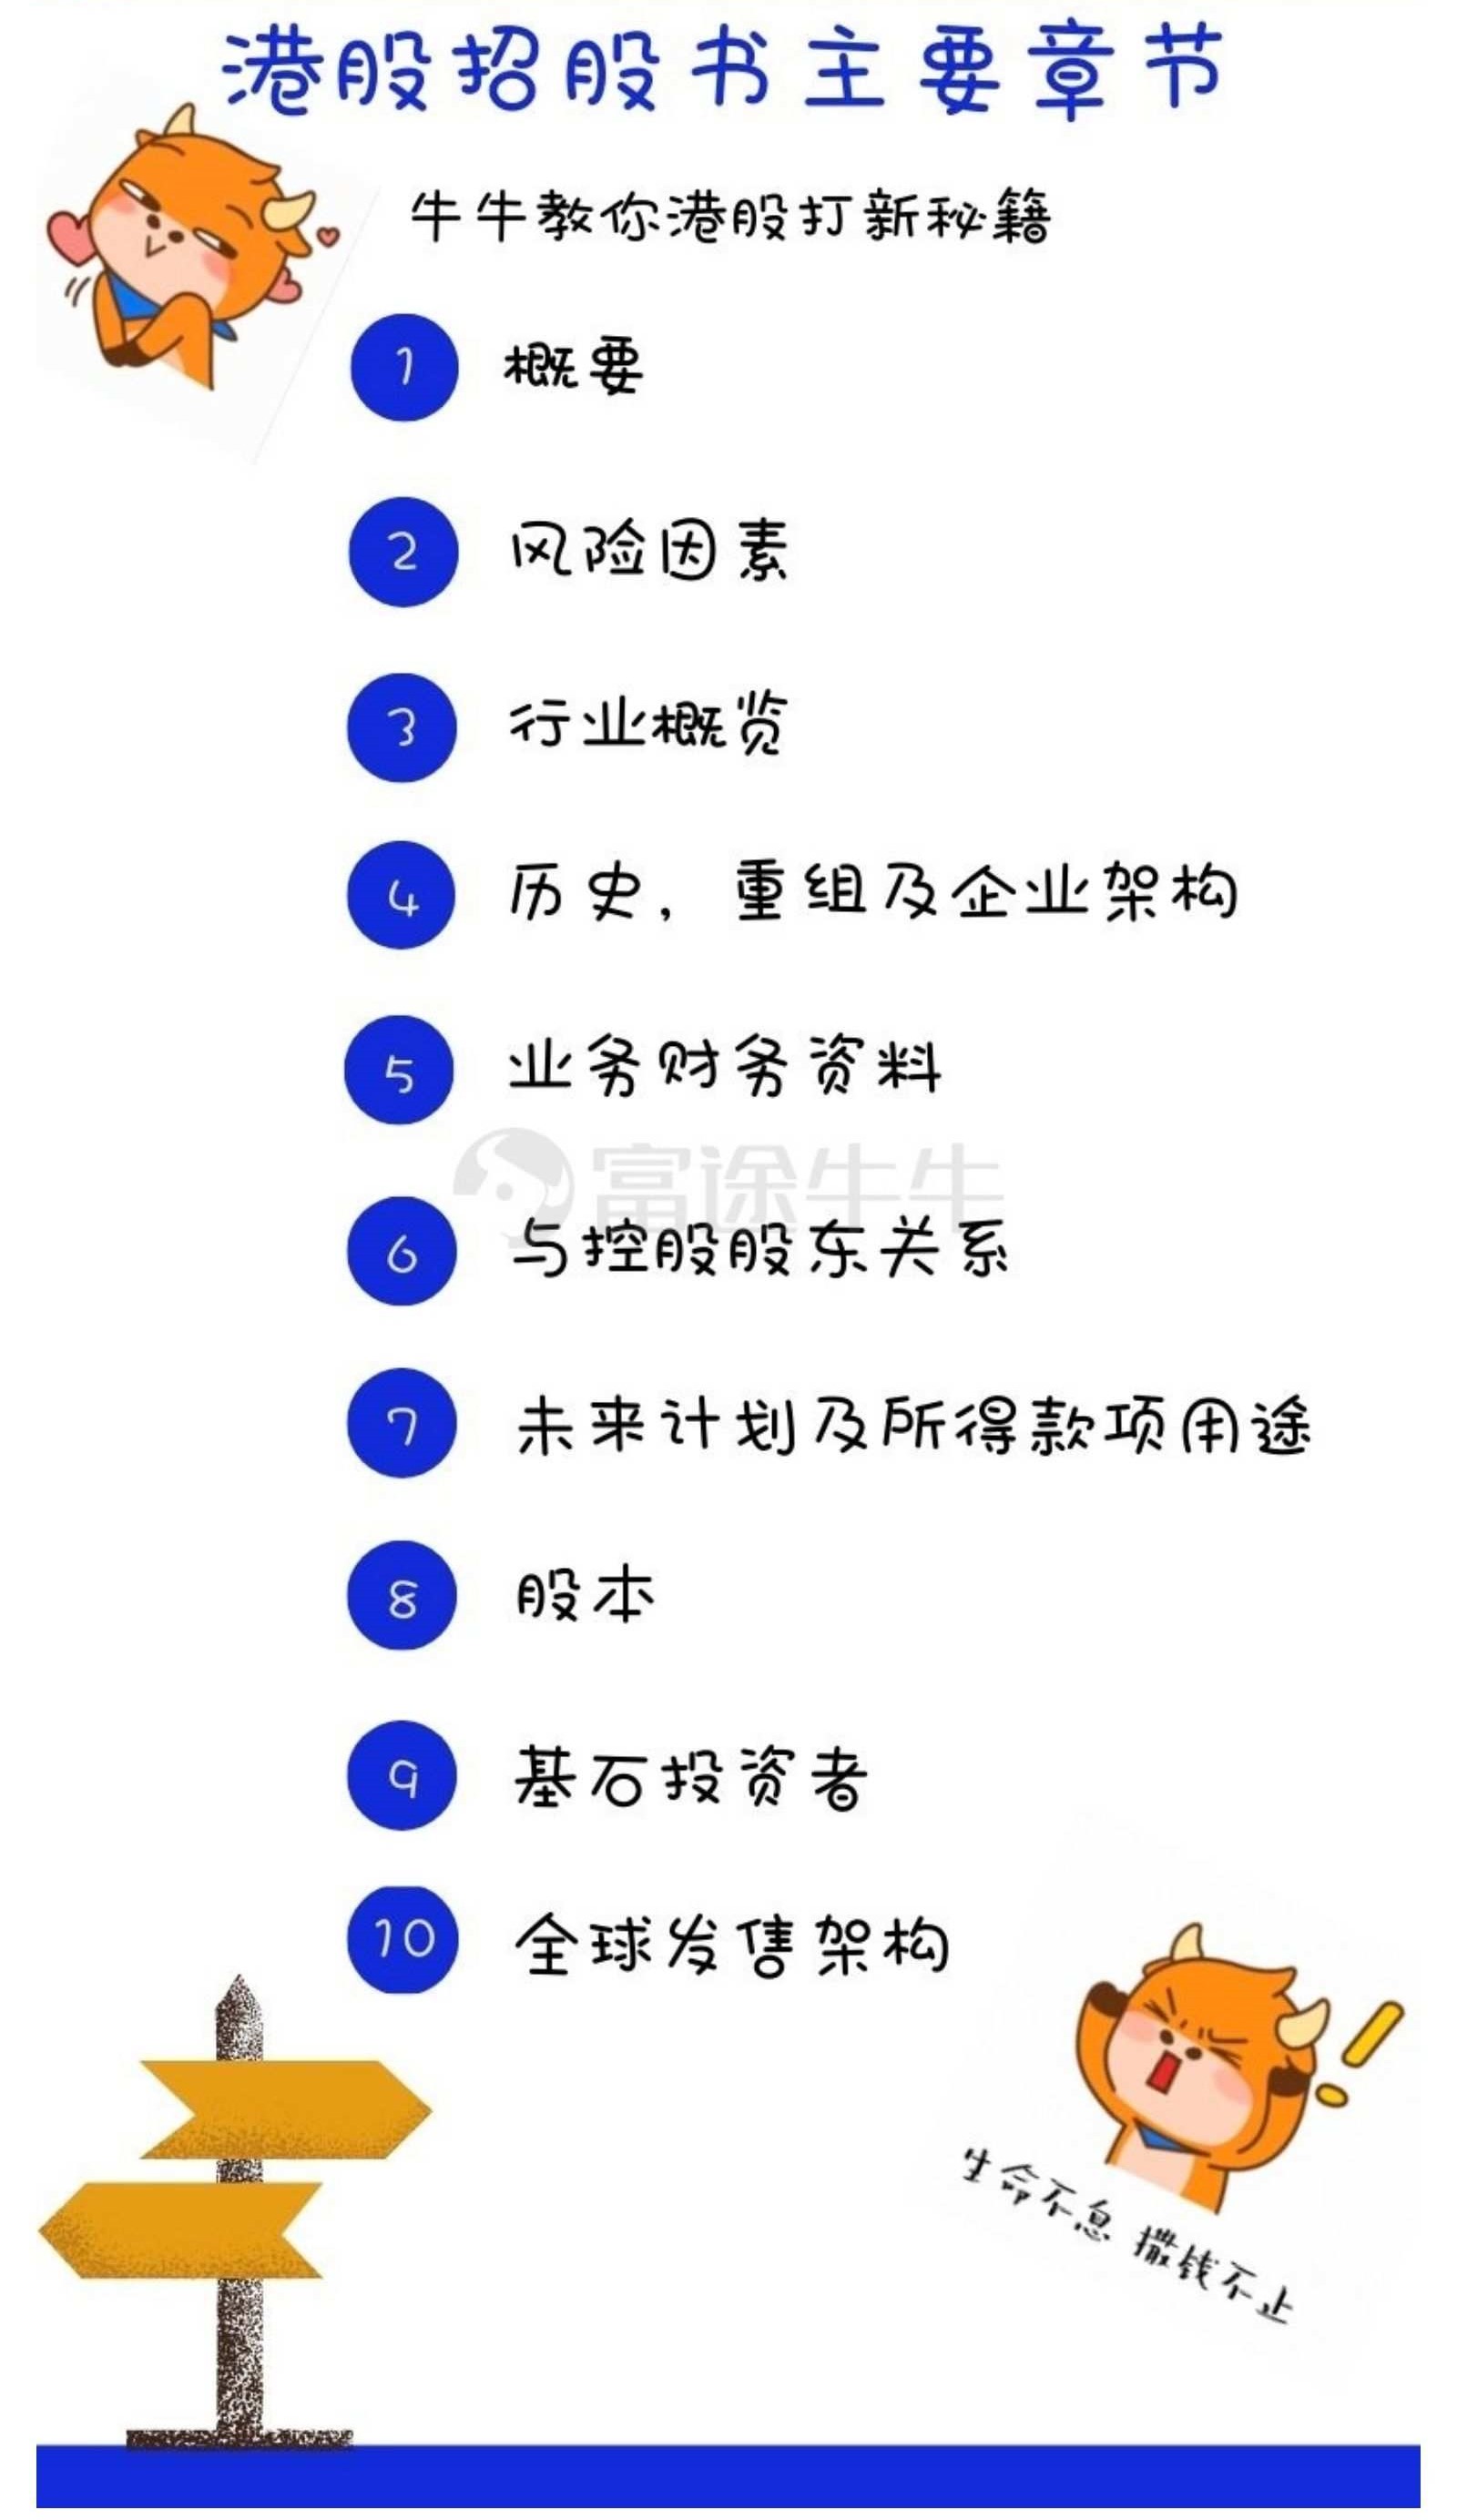 港股招股书主要章节
牛牛教你港股打新秘籍
1 概要
2 风险因素
3 行业概览
4 历史，重组及企业架构
5 业务财务资料
富途牛牛
6 与控股股东关系
7 未来计划及所得款项用途
8 股本
9 基石投资者
10 全球发售架构
生命不息 撒钱不止